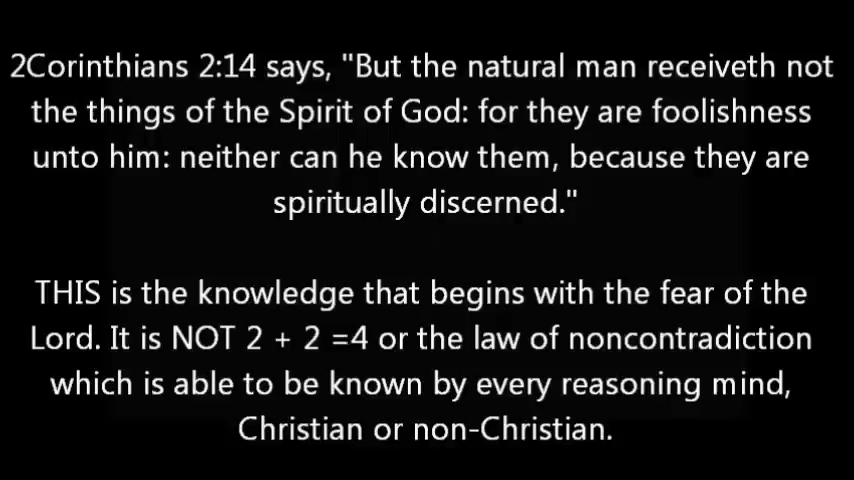 2Corinthians 2:14 says, "But the natural man receiveth not
the things of the Spirit of God: for they are foolishness
unto him: neither can he know them, because they are
spiritually discerned."
THIS is the knowledge that begins with the fear of the
Lord. It is NOT 2 + 2 =4 or the law of noncontradiction
which is able to be known by every reasoning mind,
Christian or non-Christian.